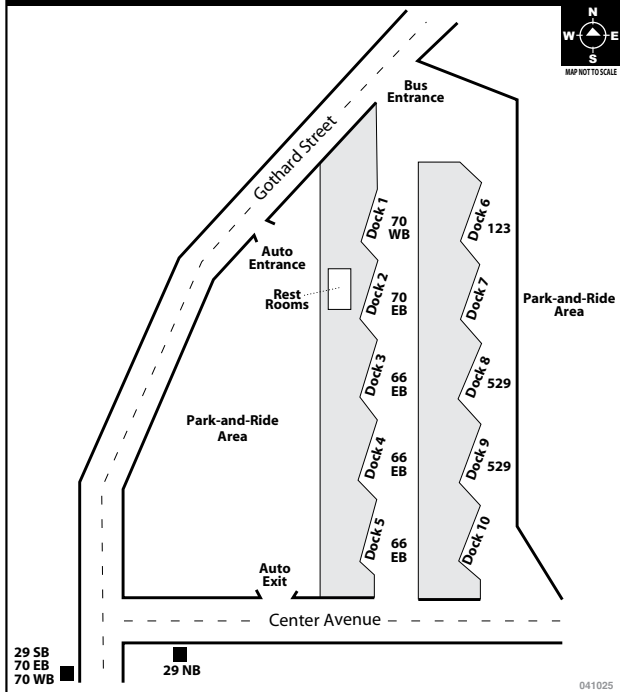 N
W E
S
MAP NOT TO SCALE
Bus
Entrance
Gothard Street
Dock 1
70
WB
Dock 6
123
Auto
Entrance
Rest
Rooms
Dock 2
70
EB
Dock 7
Park-and-Ride
Area
Dock 3
66
EB
Dock 8
529
Park-and-Ride
Area
Dock 4
66
EB
Dock 9
529
Dock 5
66
EB
Dock 10
Auto
Exit
Center Avenue
29 SB
70 EB
70 WB
29 NB
041025